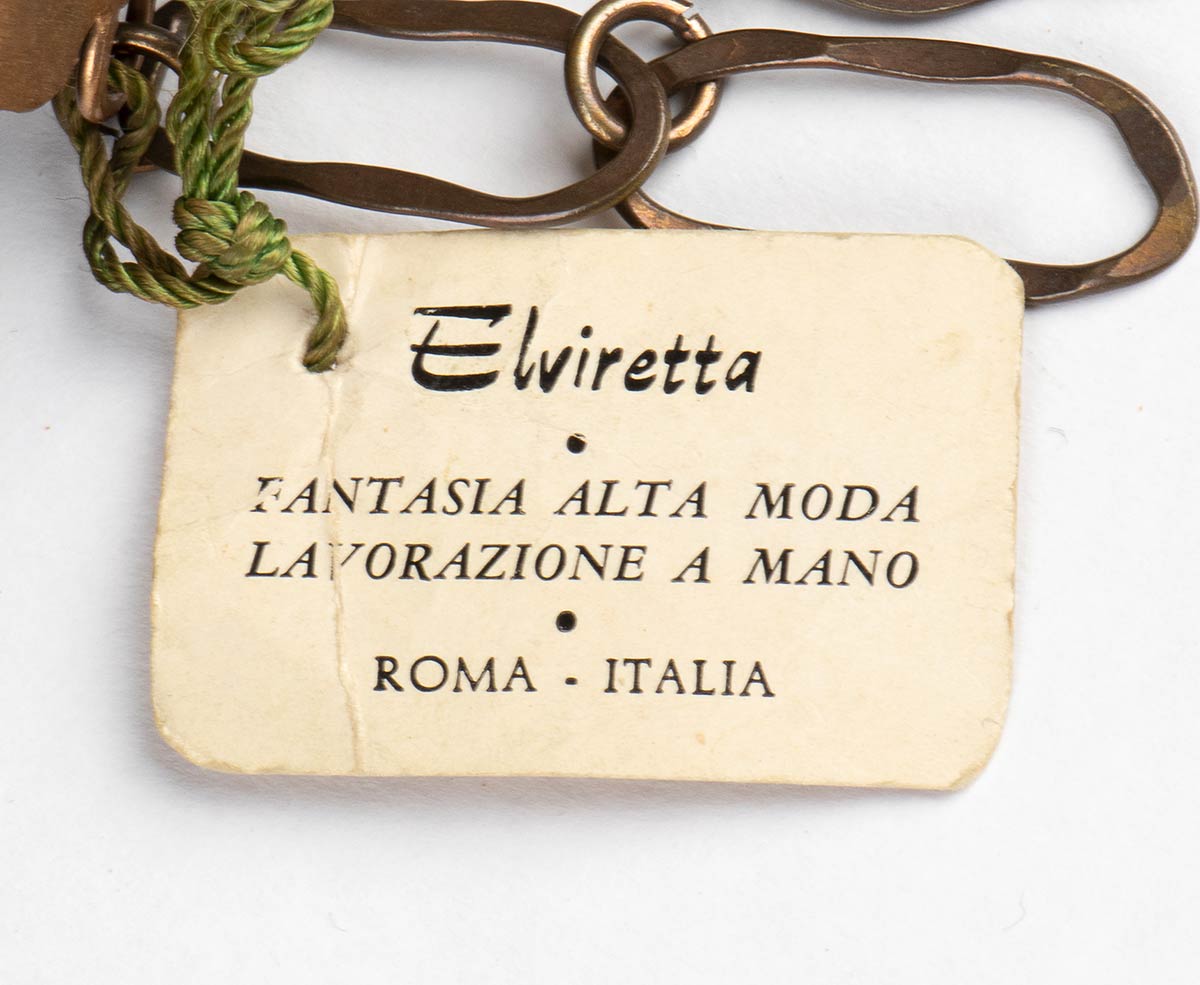 Elviretta
•
FANTASIA ALTA MODA
LAVORAZIONE A MANO
•
ROMA - ITALIA